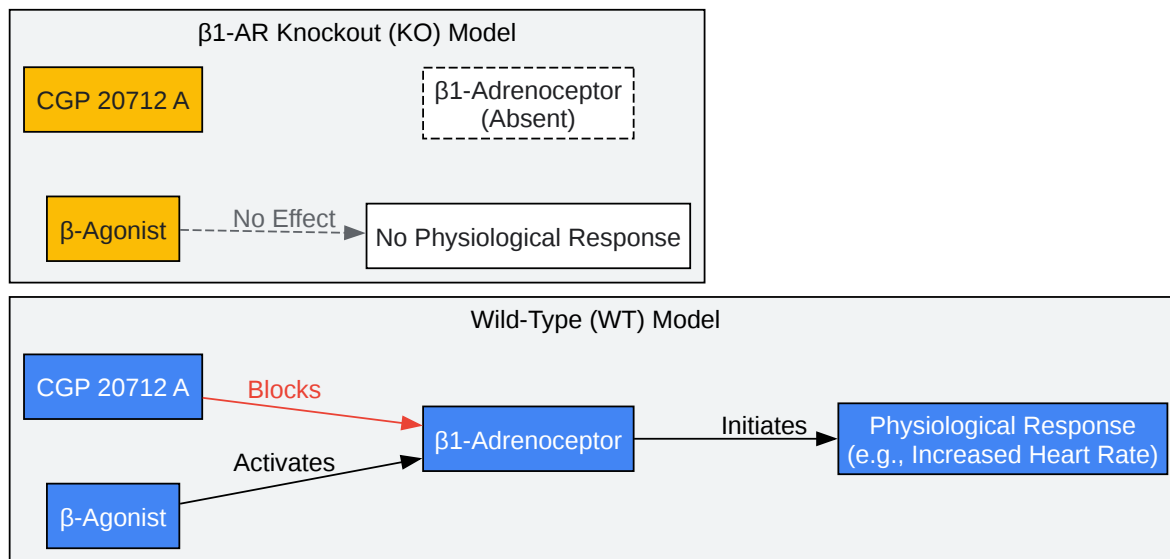 β1-AR Knockout (KO) Model
CGP 20712 A
β1-Adrenoceptor
(Absent)
β-Agonist
No Effect
No Physiological Response
Wild-Type (WT) Model
CGP 20712 A
Blocks
β1-Adrenoceptor
Initiates
Physiological Response
(e.g., Increased Heart Rate)
Activates
β-Agonist